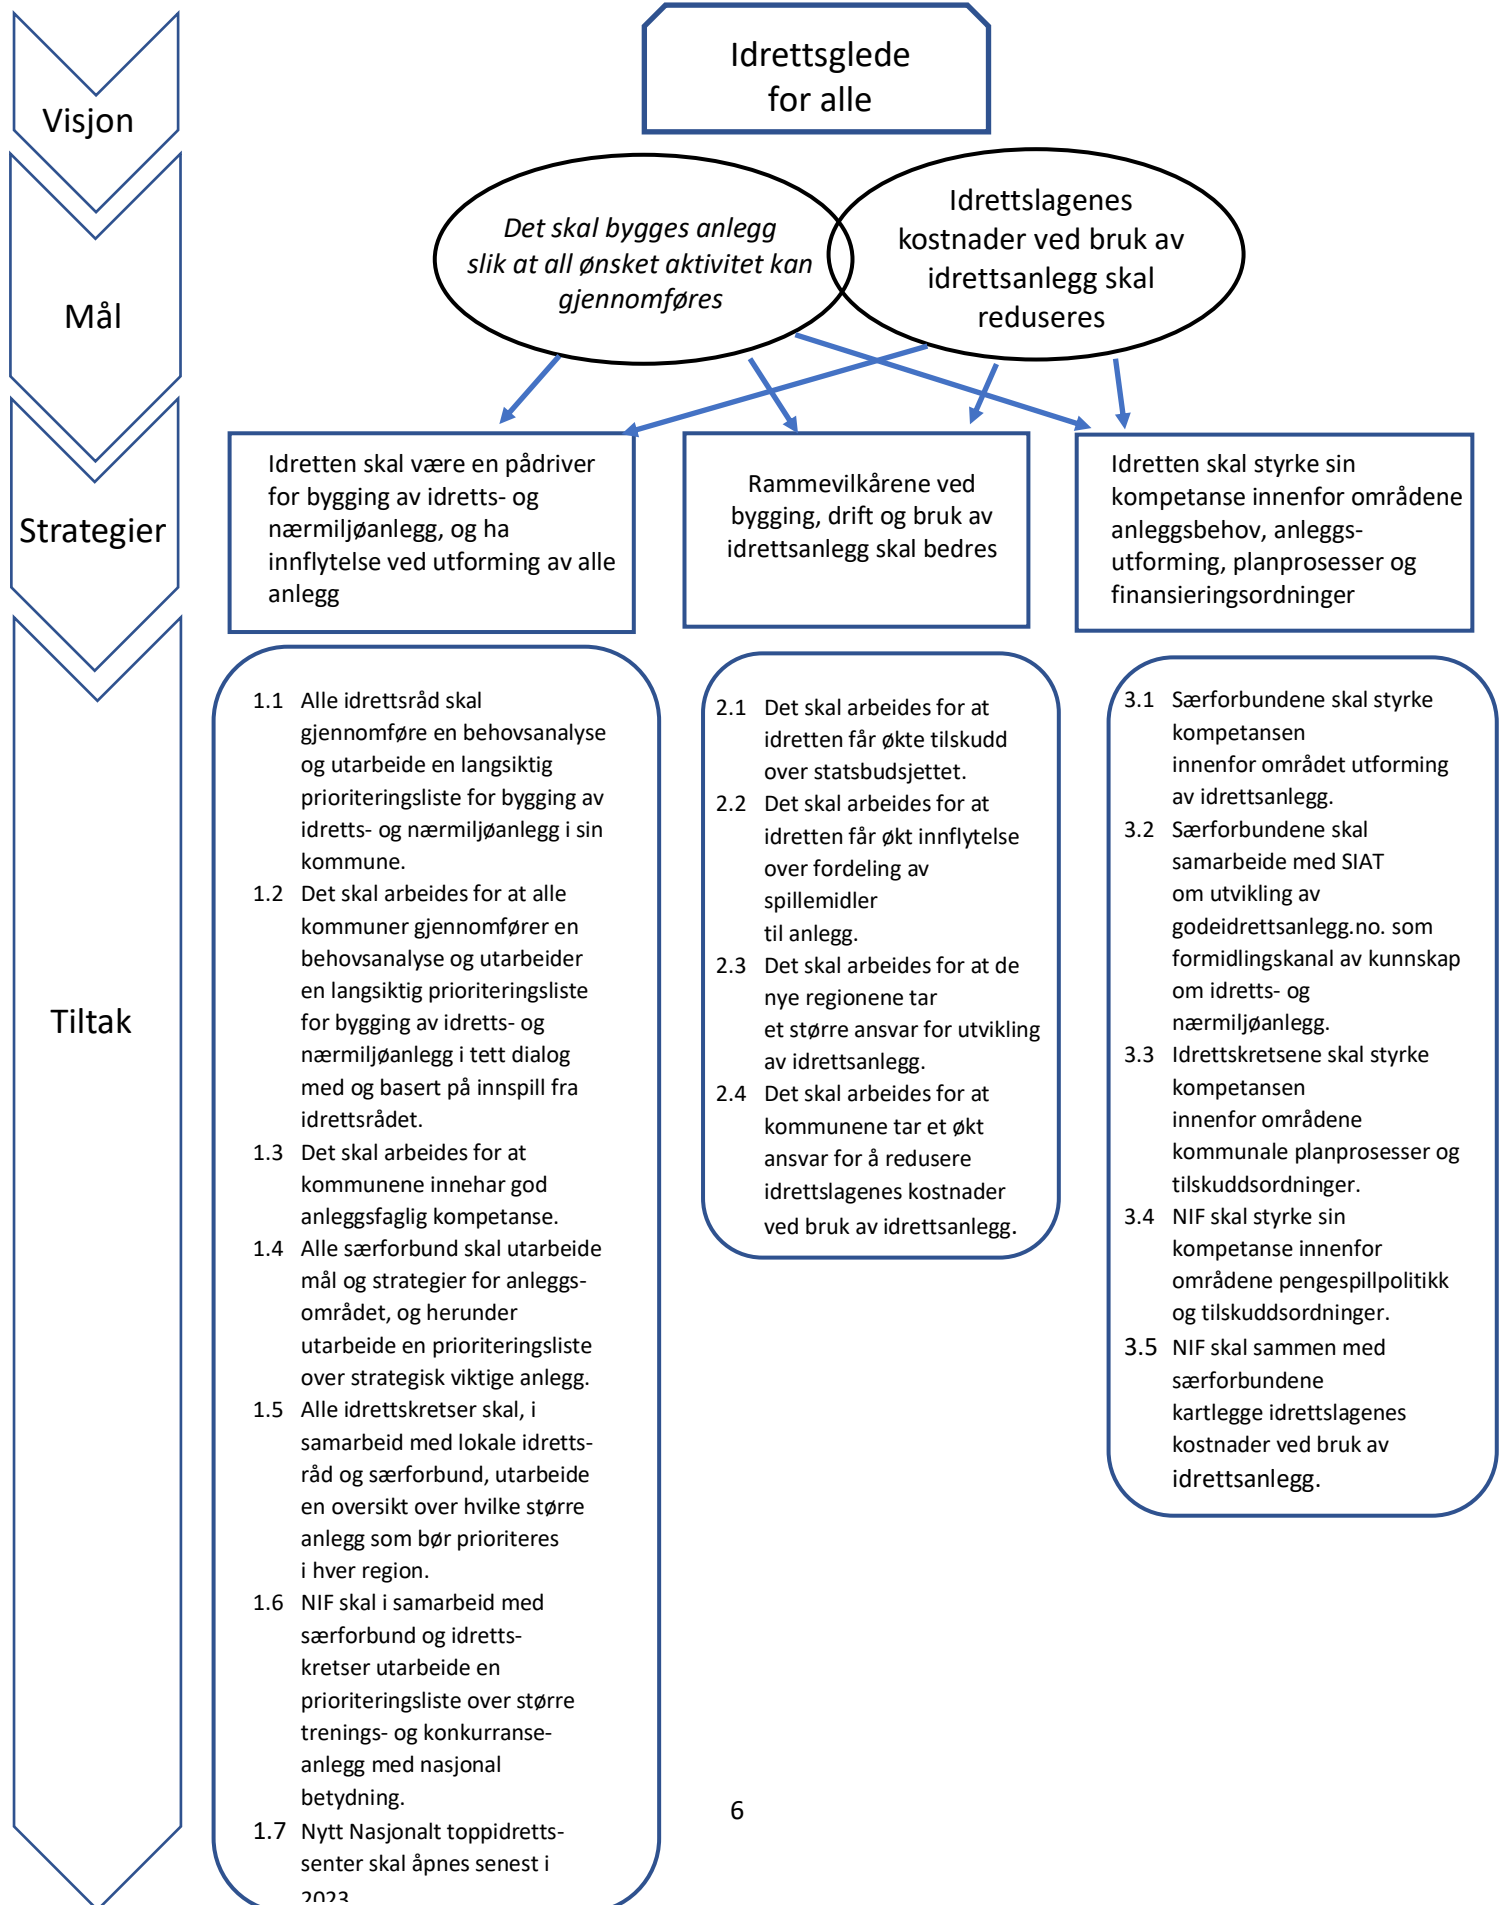 Visjon
Idrettsglede
for alle
Mål
Det skal bygges anlegg
slik at all ønsket aktivitet kan
gjennomføres
Idrettslagenes
kostnader ved bruk av
idrettsanlegg skal
reduseres
Strategier
Idretten skal være en pådriver
for bygging av idretts- og
nærmiljøanlegg, og ha
innflytelse ved utforming av alle
anlegg
Rammevilkårene ved
bygging, drift og bruk av
idrettsanlegg skal bedres
Idretten skal styrke sin
kompetanse innenfor områdene
anleggsbehov, anleggs-
utforming, planprosesser og
finansieringsordninger
Tiltak
1.1 Alle idrettsråd skal
gjennomføre en behovsanalyse
og utarbeide en langsiktig
prioriteringsliste for bygging av
idretts- og nærmiljøanlegg i sin
kommune.
1.2 Det skal arbeides for at alle
kommuner gjennomfører en
behovsanalyse og utarbeider
en langsiktig prioriteringsliste
for bygging av idretts- og
nærmiljøanlegg i tett dialog
med og basert på innspill fra
idrettsrådet.
1.3 Det skal arbeides for at
kommunene innehar god
anleggsfaglig kompetanse.
1.4 Alle særforbund skal utarbeide
mål og strategier for anleggs-
området, og herunder
utarbeide en prioriteringsliste
over strategisk viktige anlegg.
1.5 Alle idrettskretser skal, i
samarbeid med lokale idretts-
råd og særforbund, utarbeide
en oversikt over hvilke større
anlegg som bør prioriteres
i hver region.
1.6 NIF skal i samarbeid med
særforbund og idretts-
kretser utarbeide en
prioriteringsliste over større
trenings- og konkurranse-
anlegg med nasjonal
betydning.
1.7 Nytt Nasjonalt toppidretts-
senter skal åpnes senest i
2023
2.1 Det skal arbeides for at
idretten får økte tilskudd
over statsbudsjettet.
2.2 Det skal arbeides for at
idretten får økt innflytelse
over fordeling av
spillemidler
til anlegg.
2.3 Det skal arbeides for at de
nye regionene tar
et større ansvar for utvikling
av idrettsanlegg.
2.4 Det skal arbeides for at
kommunene tar et økt
ansvar for å redusere
idrettslagenes kostnader
ved bruk av idrettsanlegg.
3.1 Særforbundene skal styrke
kompetansen
innenfor området utforming
av idrettsanlegg.
3.2 Særforbundene skal
samarbeide med SIAT
om utvikling av
godeidrettsanlegg.no. som
formidlingskanal av kunnskap
om idretts- og
nærmiljøanlegg.
3.3 Idrettskretsene skal styrke
kompetansen
innenfor områdene
kommunale planprosesser og
tilskuddsordninger.
3.4 NIF skal styrke sin
kompetanse innenfor
områdene pengespillpolitikk
og tilskuddsordninger.
3.5 NIF skal sammen med
særforbundene
kartlegge idrettslagenes
kostnader ved bruk av
idrettsanlegg.
6